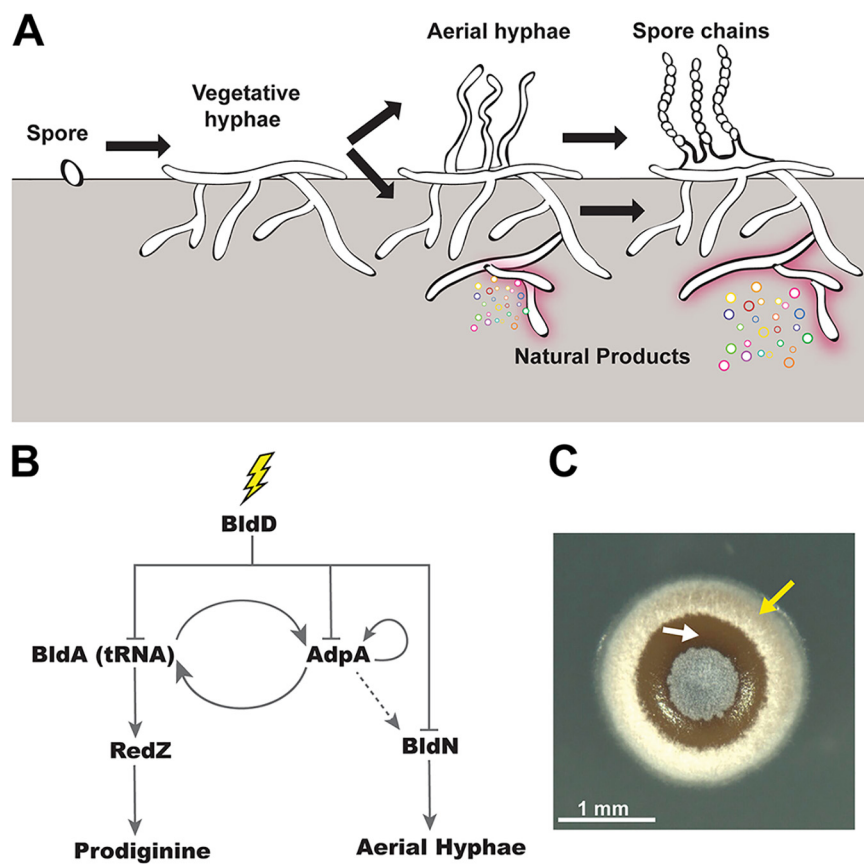 A
Spore
Vegetative
hyphae
Aerial hyphae
Spore chains
Natural Products
B
BldD
BldA (tRNA)
AdpA
RedZ
BldN
Prodiginine
Aerial Hyphae
C
1 mm